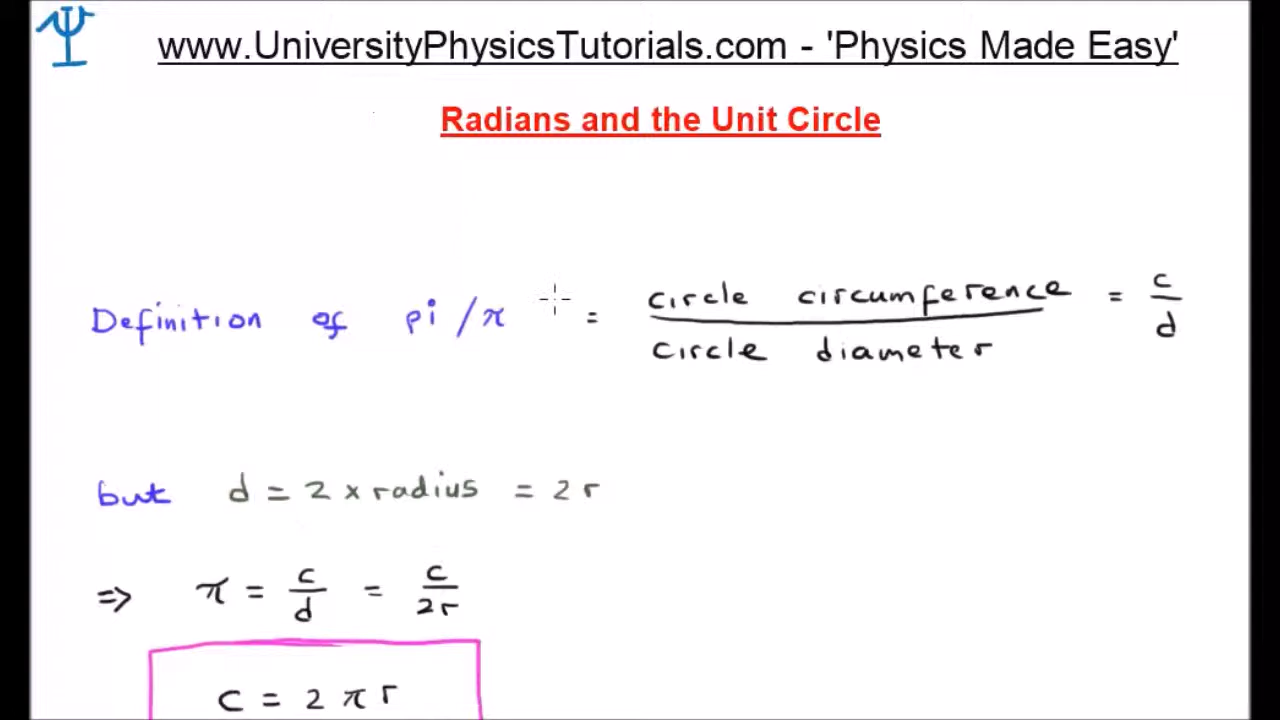 www.UniversityPhysicsTutorials.com - 'Physics Made Easy'
Radians and the Unit Circle
Definition of pi/π = circle circumference / circle diameter = c/d
but d = 2 x radius = 2r
=> π = c/d = c/2r
c = 2πr